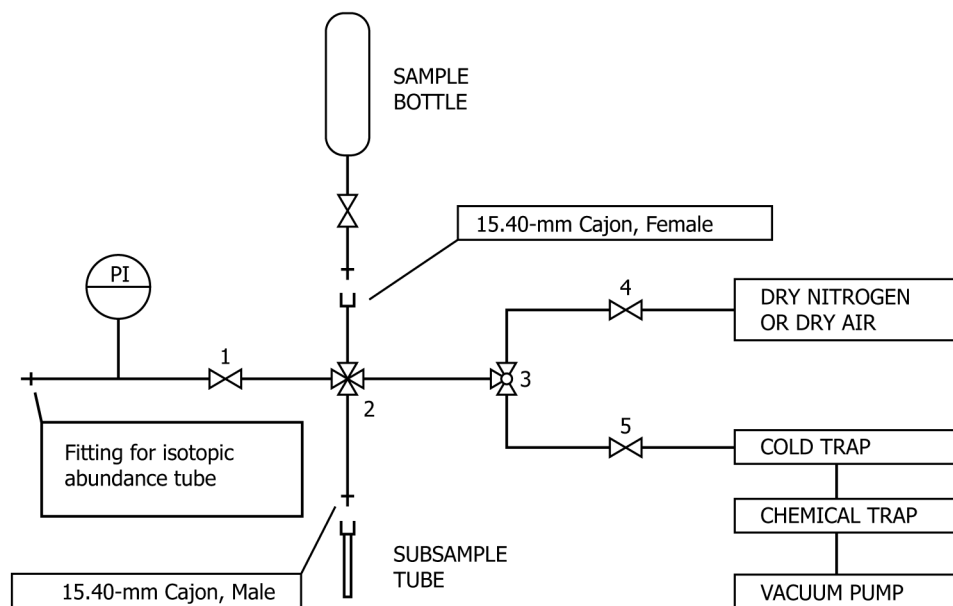 SAMPLE
BOTTLE
15.40-mm Cajon, Female
PI
4
DRY NITROGEN
OR DRY AIR
1
3
2
5
Fitting for isotopic
abundance tube
COLD TRAP
CHEMICAL TRAP
SUBSAMPLE
TUBE
15.40-mm Cajon, Male
VACUUM PUMP